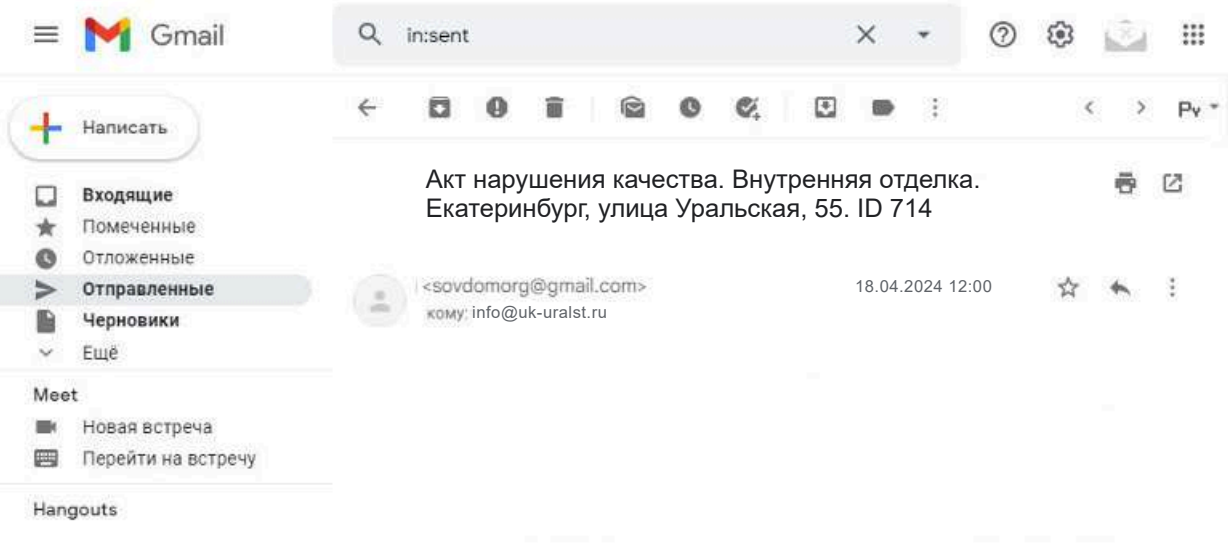 Gmail
in:sent
Написать
Ру
Акт нарушения качества. Внутренняя отделка.
Екатеринбург, улица Уральская, 55. ID 714
Входящие
Помеченные
Отложенные
Отправленные
Черновики
Ещё
<sovdomorg@gmail.com>
18.04.2024 12:00
кому: info@uk-uralst.ru
Meet
Новая встреча
Перейти на встречу
Hangouts